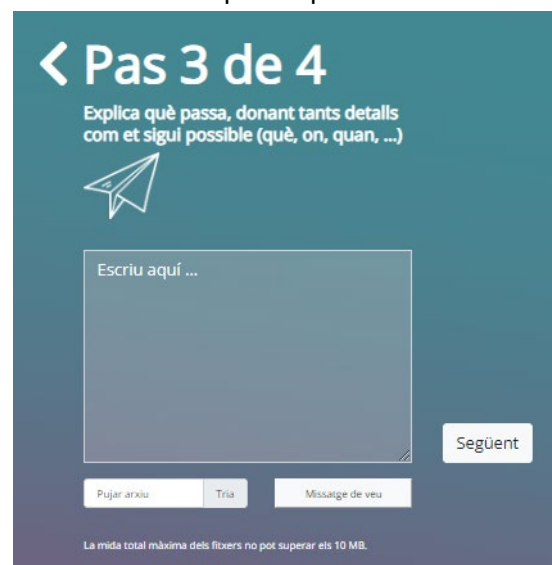 Pas 3 de 4
Explica què passa, donant tants detalls
com et sigui possible (què, on, quan, ...)
Escriu aquí ...
Següent
Pujar arxiu
Tria
Missatge de veu
La mida total màxima dels fitxers no pot superar els 10 MB.